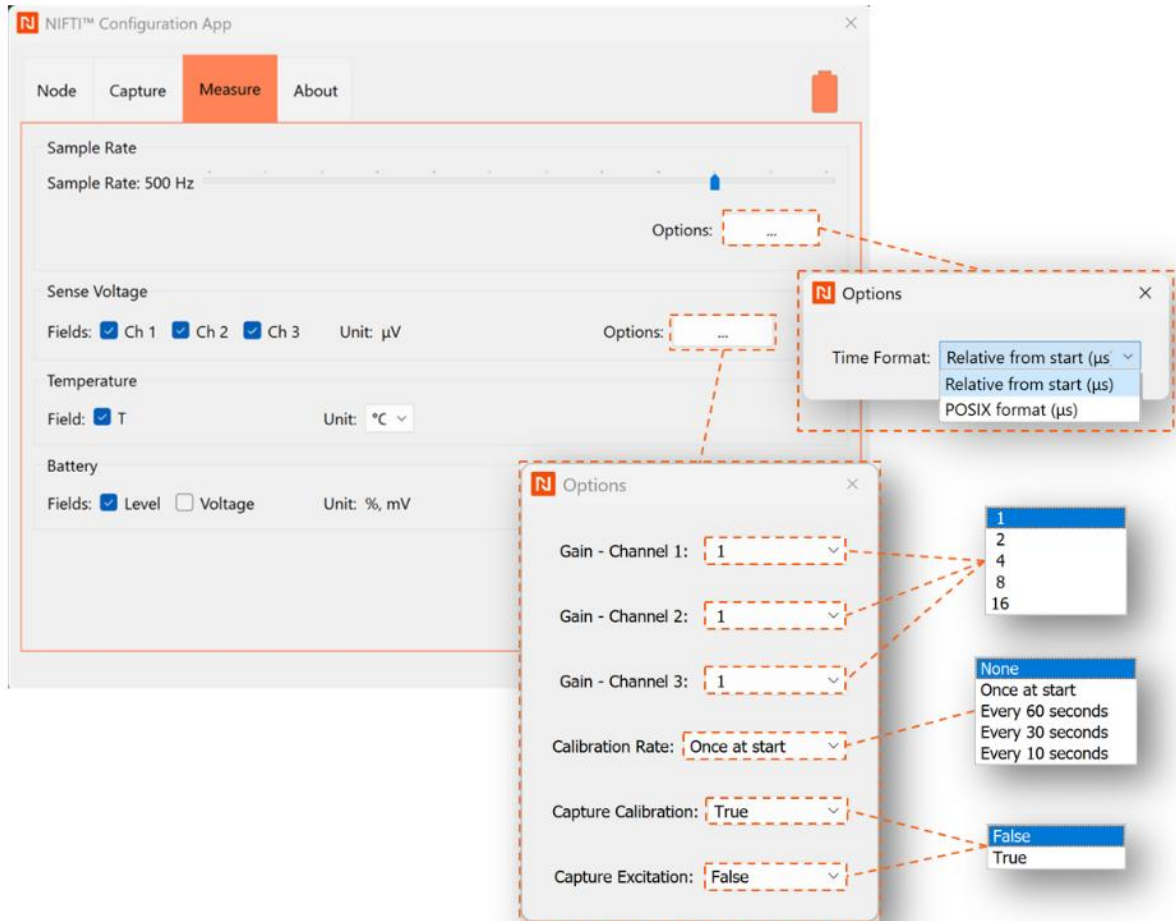 NIFTI™ Configuration App
Node Capture Measure About
Sample Rate
Sample Rate: 500 Hz
Options: ...
Sense Voltage
Fields: Ch 1 Ch 2 Ch 3 Unit: µV Options: ...
Temperature
Field: T Unit: °C
Battery
Fields: Level Voltage Unit: %, mV
Options
Time Format: Relative from start (µs)
Relative from start (µs)
POSIX format (µs)
Options
Gain - Channel 1: 1
Gain - Channel 2: 1
Gain - Channel 3: 1
Calibration Rate: Once at start
Capture Calibration: True
Capture Excitation: False
1
2
4
8
16
None
Once at start
Every 60 seconds
Every 30 seconds
Every 10 seconds
False
True